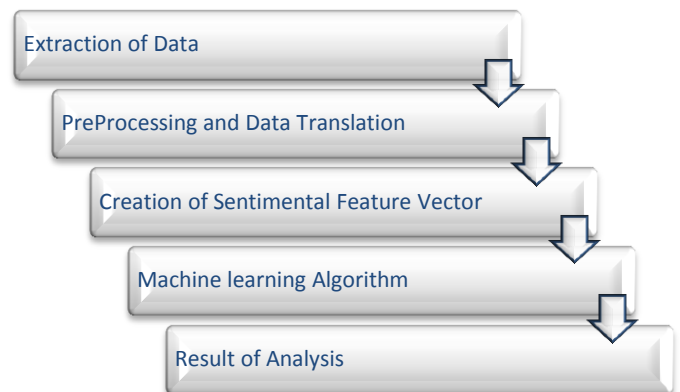 Extraction of Data
PreProcessing and Data Translation
Creation of Sentimental Feature Vector
Machine learning Algorithm
Result of Analysis